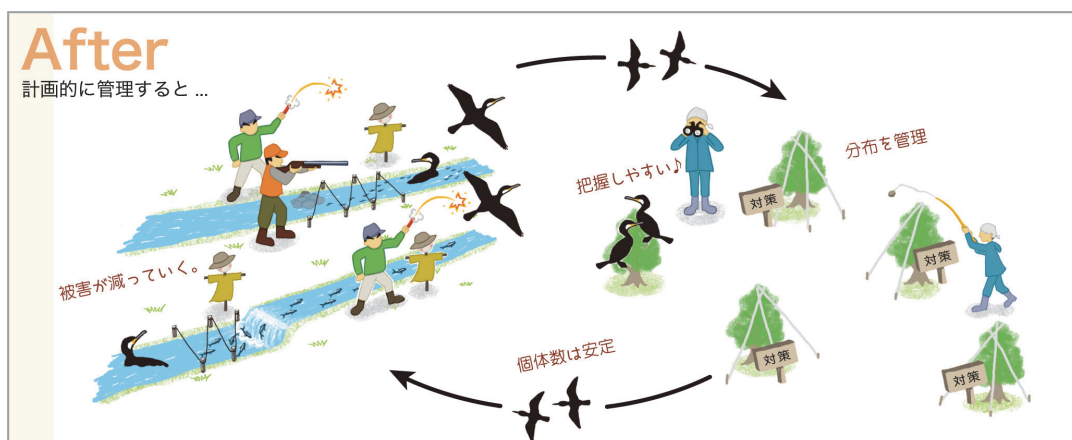 After
計画的に管理すると...
分布を管理
把握しやすい♪
対策
対策
被害が減っていく。
個体数は安定
対策
対策